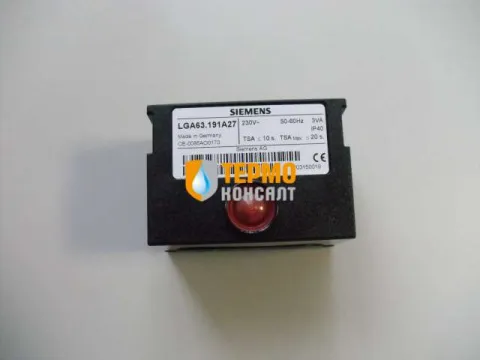 SIEMENS
LGA63.191A27 230V~ 50-60Hz 3VA
Made in Germany IP40
TSA ≤ 10 s. TSA Max ≤ 20 s.
Siemens AG
CE
ТЕРМО
КОНСАЛТ